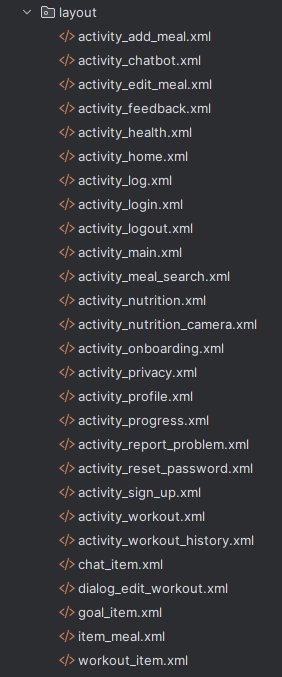 layout
activity_add_meal.xml
activity_chatbot.xml
activity_edit_meal.xml
activity_feedback.xml
activity_health.xml
activity_home.xml
activity_log.xml
activity_login.xml
activity_logout.xml
activity_main.xml
activity_meal_search.xml
activity_nutrition.xml
activity_nutrition_camera.xml
activity_onboarding.xml
activity_privacy.xml
activity_profile.xml
activity_progress.xml
activity_report_problem.xml
activity_reset_password.xml
activity_sign_up.xml
activity_workout.xml
activity_workout_history.xml
chat_item.xml
dialog_edit_workout.xml
goal_item.xml
item_meal.xml
workout_item.xml